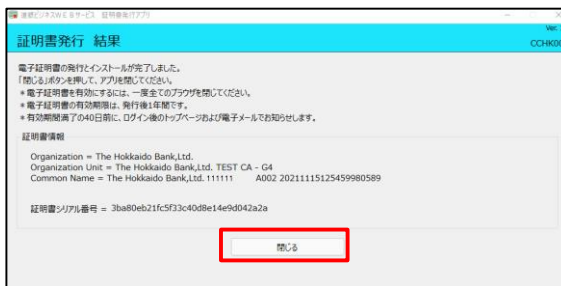 道銀ビジネスWEBサービス 証明書発行アプリ
Ver.
証明書発行 結果
CCHK00
電子証明書の発行とインストールが完了しました。
「閉じる」ボタンを押して、アプリを閉じてください。
＊電子証明書を有効にするには、一度全てのブラウザを閉じてください。
＊電子証明書の有効期限は、発行後1年間です。
＊有効期間満了の40日前に、ログイン後のトップページおよび電子メールでお知らせします。
証明書情報
Organization = The Hokkaido Bank,Ltd.
Organization Unit = The Hokkaido Bank,Ltd. TEST CA - G4
Common Name = The Hokkaido Bank,Ltd. 111111 A002 20211115125459980589
証明書シリアル番号 = 3ba80eb21fc5f33c40d8e14e9d042a2a
閉じる